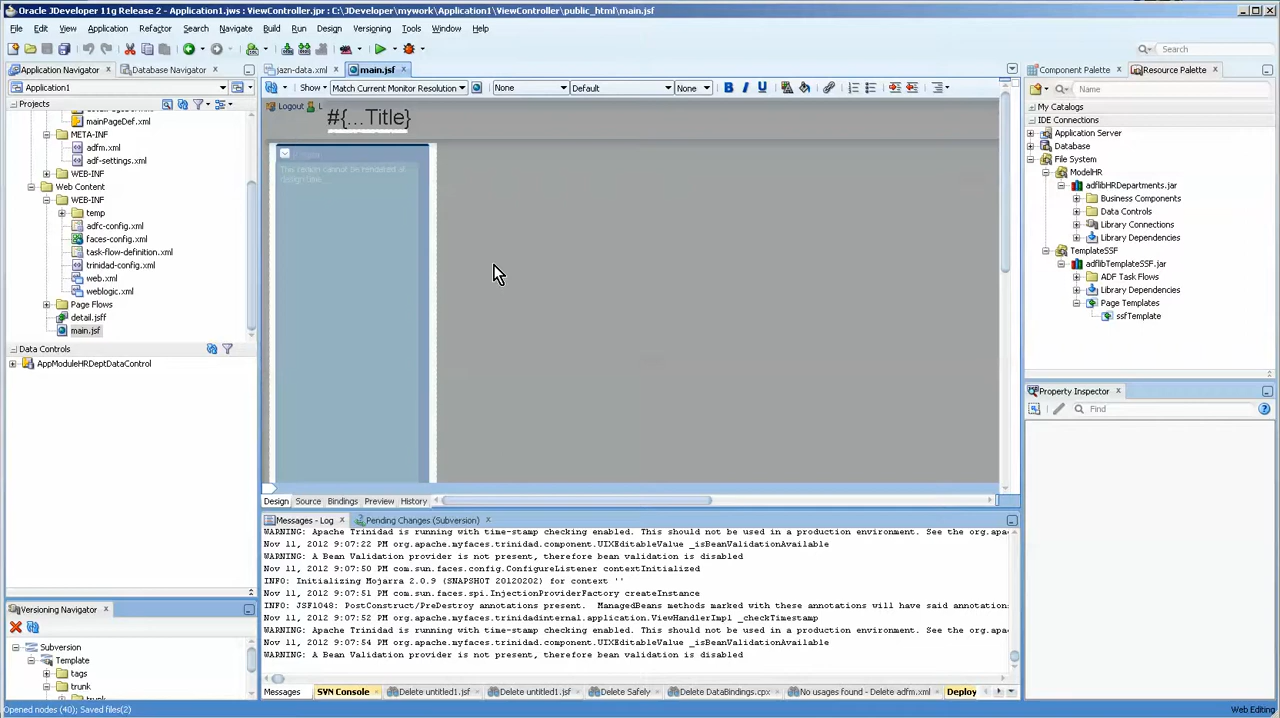 Oracle JDeveloper 11g Release 2 - Application1.jws : ViewController.jpr : C:\JDeveloper\mywork\Application1\ViewController\public_html\main.jsf
File Edit View Application Refactor Search Navigate Build Run Design Versioning Tools Window Help
Search
Application Navigator
Database Navigator
Application1
Projects
mainPageDef.xml
META-INF
adfm.xml
adf-settings.xml
WEB-INF
Web Content
WEB-INF
temp
adfc-config.xml
faces-config.xml
task-flow-definition.xml
trinidad-config.xml
web.xml
weblogic.xml
Page Flows
detail.jsff
main.jsf
Data Controls
AppModuleHRDeptDataControl
Versioning Navigator
Subversion
Template
tags
trunk
jazn-data.xml
main.jsf
Show
Match Current Monitor Resolution
None
Default
None
Logout
#{...Title}
This region cannot be rendered at
design time.
Design Source Bindings Preview History
Messages - Log
Pending Changes (Subversion)
WARNING: Apache Trinidad is running with time-stamp checking enabled. This should not be used in a production environment. See the org.apa
Nov 11, 2012 9:07:22 PM org.apache.myfaces.trinidad.component.UIXEditableValue _isBeanValidationAvailable
WARNING: A Bean Validation provider is not present, therefore bean validation is disabled
Nov 11, 2012 9:07:50 PM com.sun.faces.config.ConfigureListener contextInitialized
INFO: Initializing Mojarra 2.0.9 (SNAPSHOT 20120202) for context ''
Nov 11, 2012 9:07:50 PM com.sun.faces.spi.InjectionProviderFactory createInstance
INFO: JSF1048: PostConstruct/PreDestroy annotations present. ManagedBeans methods marked with these annotations will have said annotations
Nov 11, 2012 9:07:52 PM org.apache.myfaces.trinidadinternal.application.ViewHandlerImpl _checkTimestamp
WARNING: Apache Trinidad is running with time-stamp checking enabled. This should not be used in a production environment. See the org.apa
Nov 11, 2012 9:07:54 PM org.apache.myfaces.trinidad.component.UIXEditableValue _isBeanValidationAvailable
WARNING: A Bean Validation provider is not present, therefore bean validation is disabled
Messages
SVN Console
Delete untitled1.jsf
Delete untitled1.jsf
Delete Safely
Delete DataBindings.cpx
No usages found - Delete adfm.xml
Deploy
Component Palette
Resource Palette
Name
My Catalogs
IDE Connections
Application Server
Database
File System
ModelHR
adflibHRDepartments.jar
Business Components
Data Controls
Library Connections
Library Dependencies
TemplateSSF
adflibTemplateSSF.jar
ADF Task Flows
Library Dependencies
Page Templates
ssfTemplate
Property Inspector
Find
Opened nodes (40); Saved files(2)
Web Editing